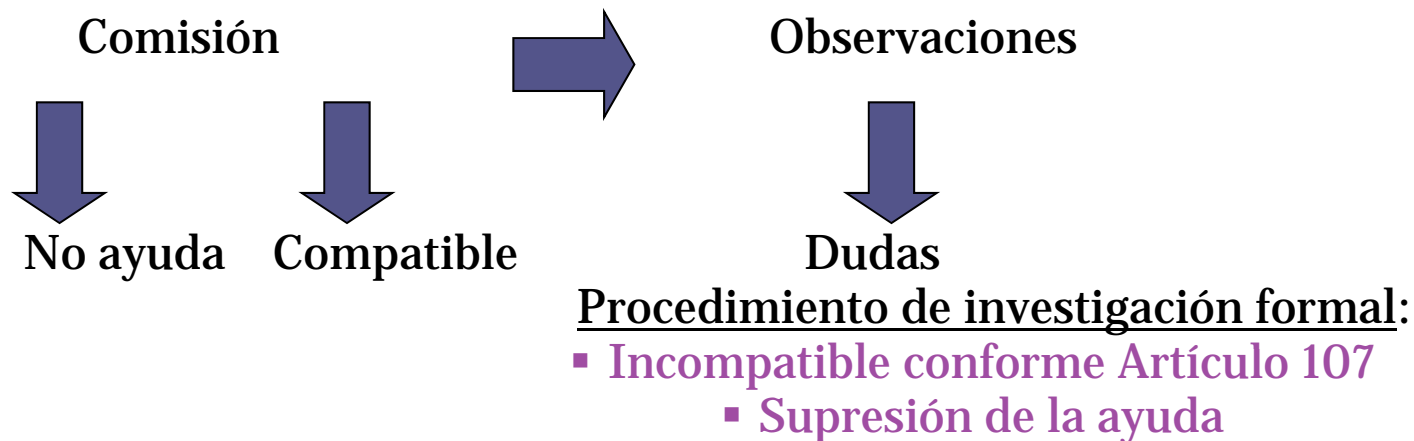 Comisión
Observaciones
No ayuda
Compatible
Dudas
Procedimiento de investigación formal:
▪ Incompatible conforme Artículo 107
▪ Supresión de la ayuda